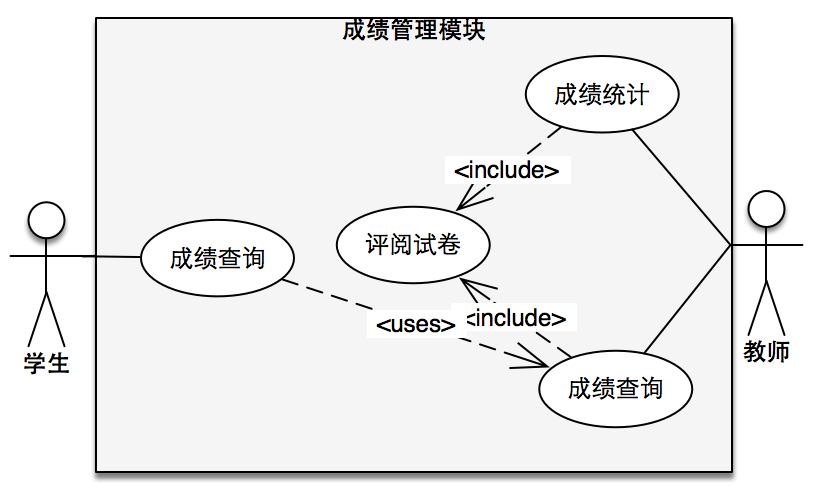 成绩管理模块
成绩统计
<include>
评阅试卷
成绩查询
<include>
<uses>
成绩查询
学生
教师